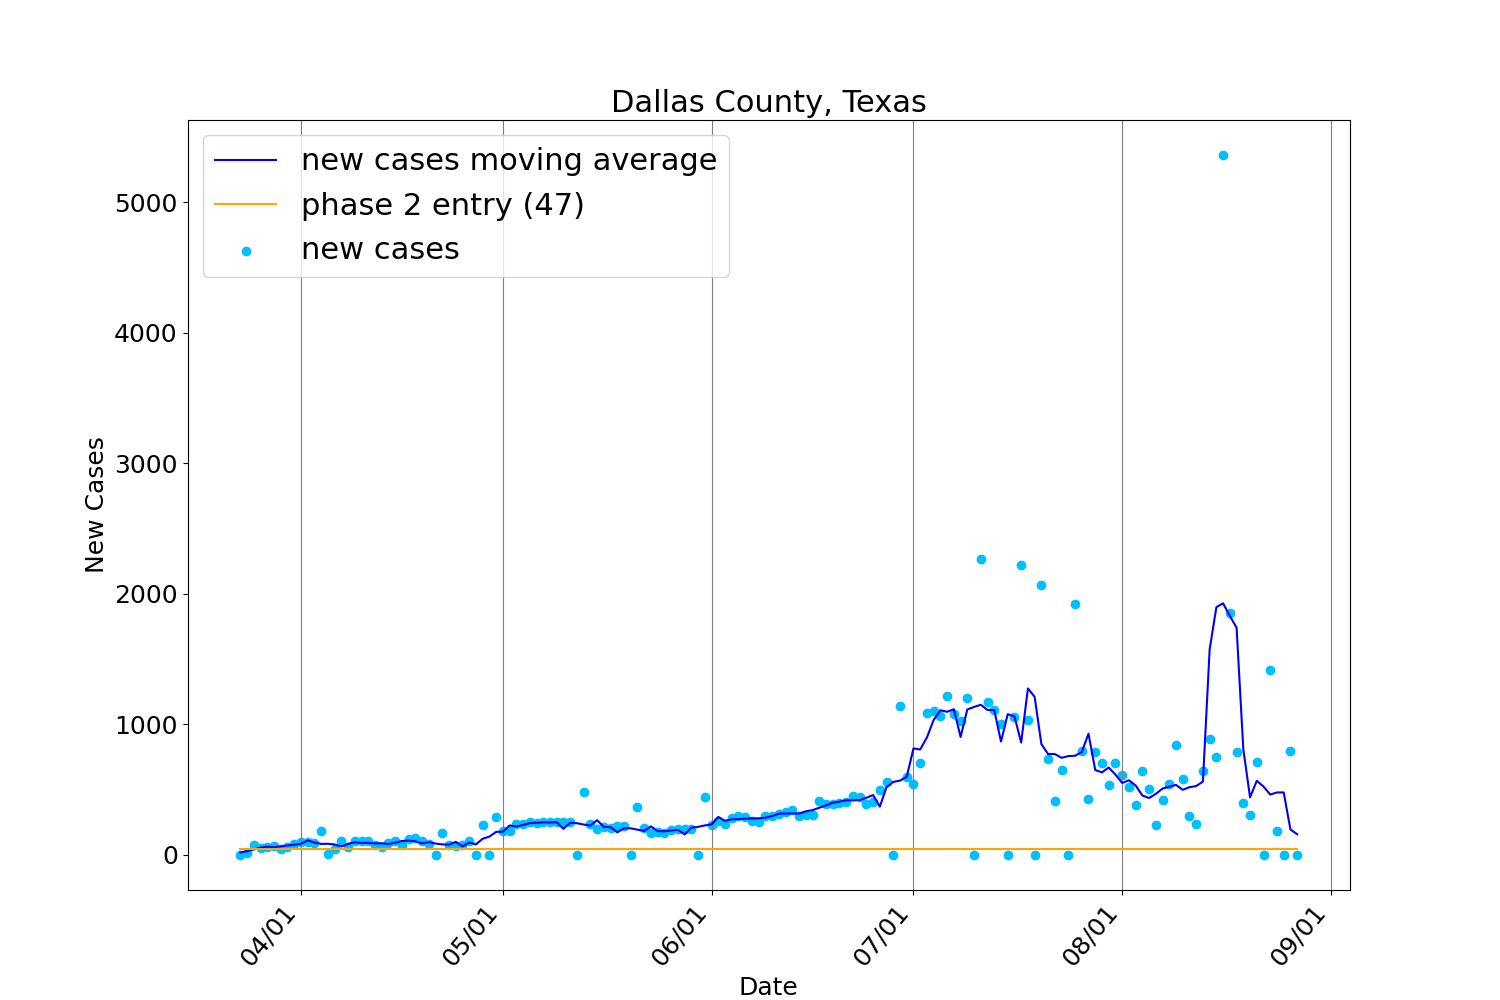 Dallas County, Texas
new cases moving average
phase 2 entry (47)
new cases
5000
4000
3000
2000
1000
0
New Cases
04/01
05/01
06/01
07/01
08/01
09/01
Date